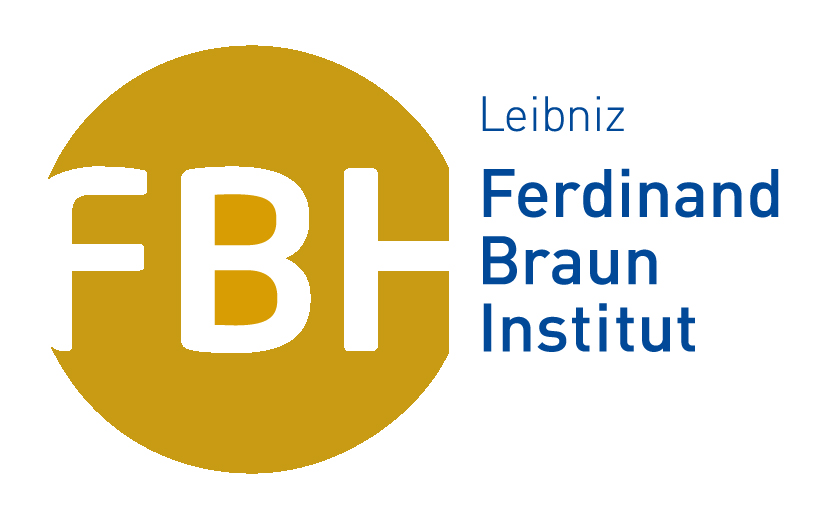 FBH
Leibniz
Ferdinand
Braun
Institut